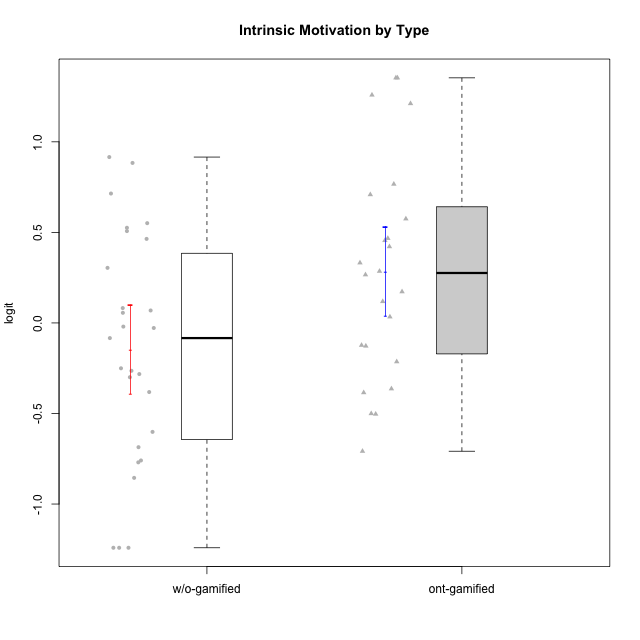 Intrinsic Motivation by Type
logit
1.0
0.5
0.0
-0.5
-1.0
w/o-gamified
ont-gamified